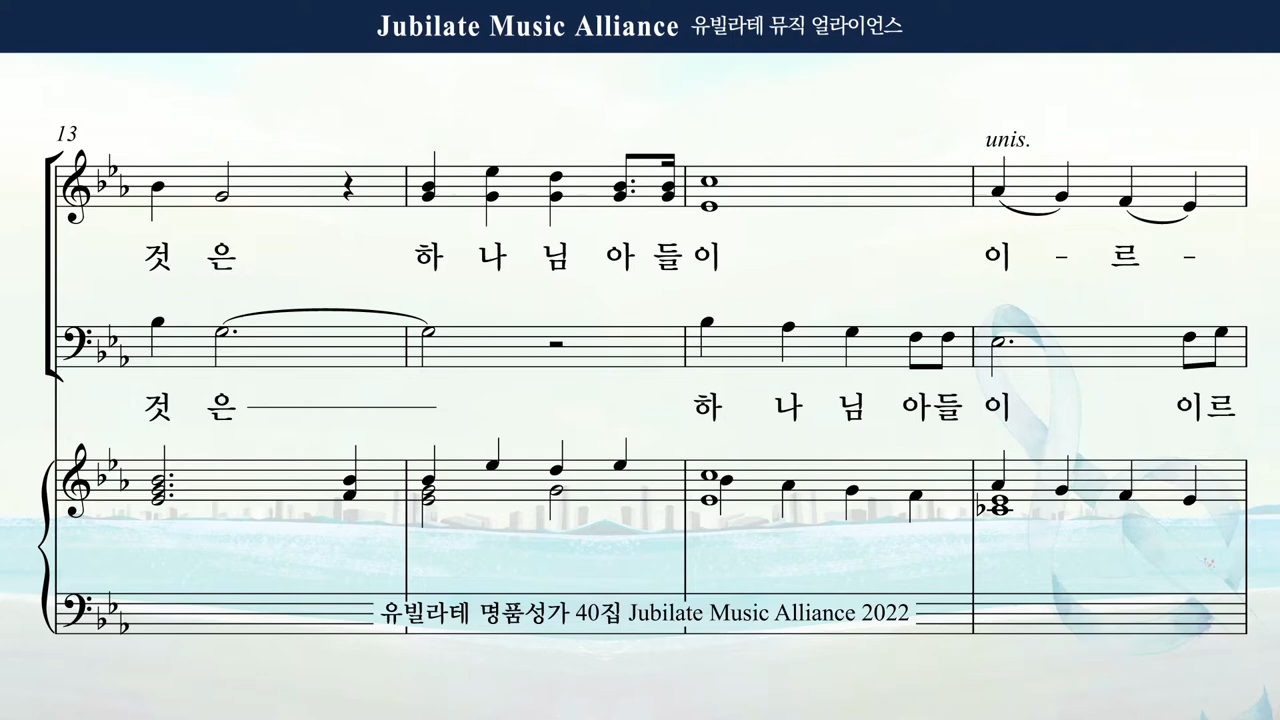 Jubilate Music Alliance 유빌라테 뮤직 얼라이언스
13
unis.
것 은 하 나 님 아 들 이 이 - 르 -
것 은 하 나 님 아 들 이 이 르
유빌라테 명품성가 40집 Jubilate Music Alliance 2022